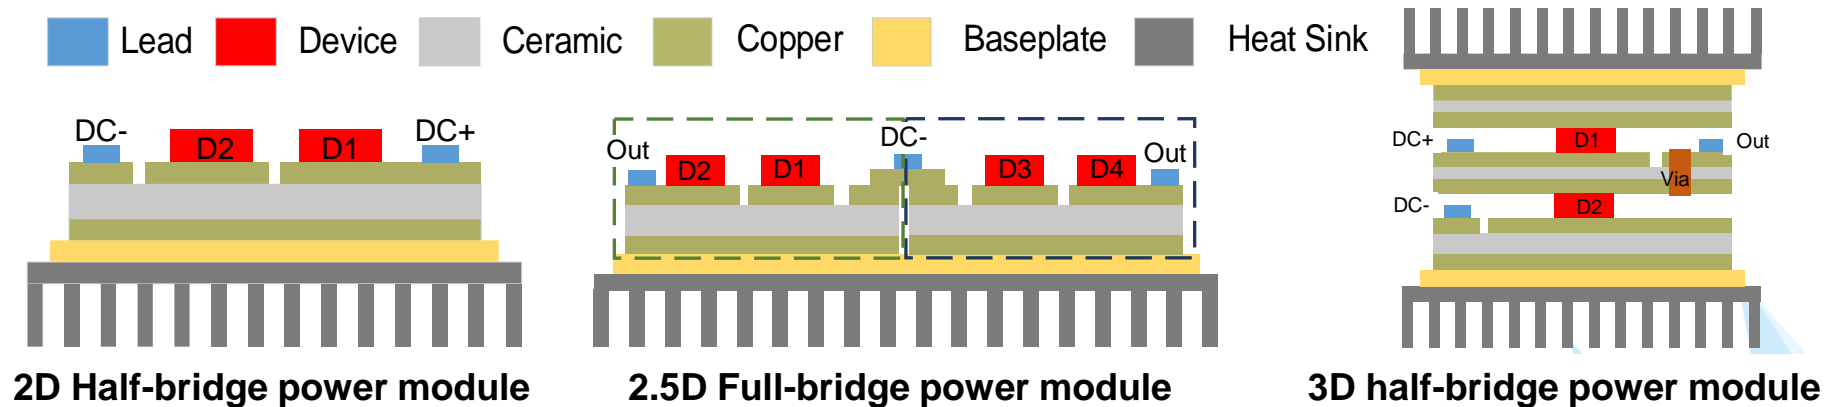 Lead Device Ceramic Copper Baseplate Heat Sink
DC- D2 D1 DC+
Out D2 D1 DC- D3 D4 Out
DC+ D1 Out
Via
DC- D2
2D Half-bridge power module
2.5D Full-bridge power module
3D half-bridge power module